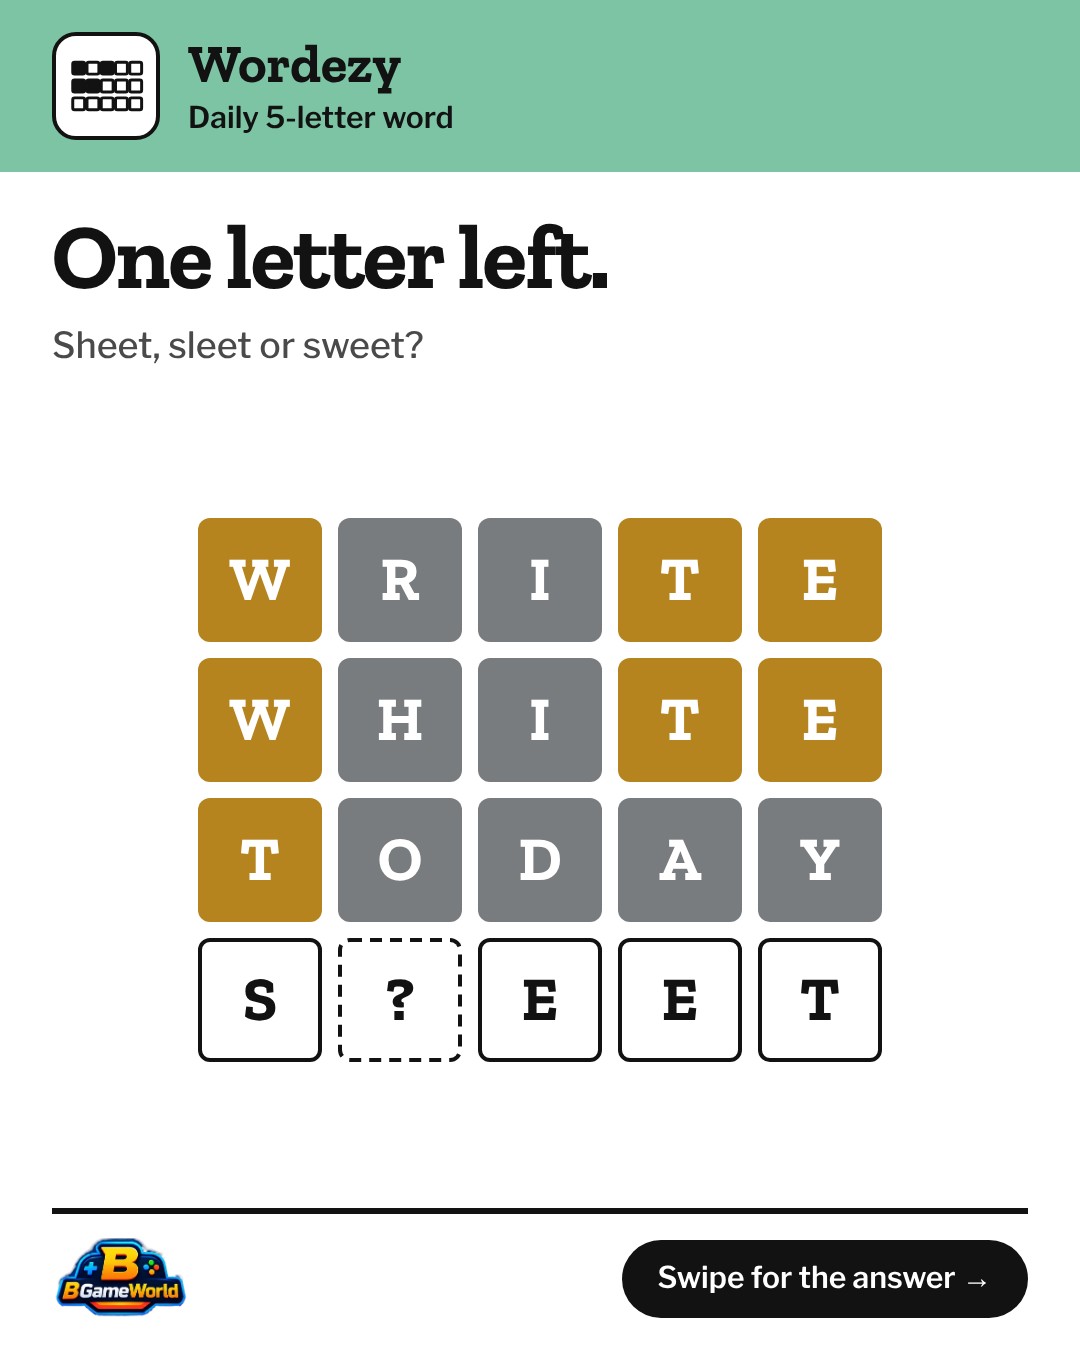 Wordezy
Daily 5-letter word
One letter left.
Sheet, sleet or sweet?
W R I T E
W H I T E
T O D A Y
S ? E E T
B
BGameWorld
Swipe for the answer →